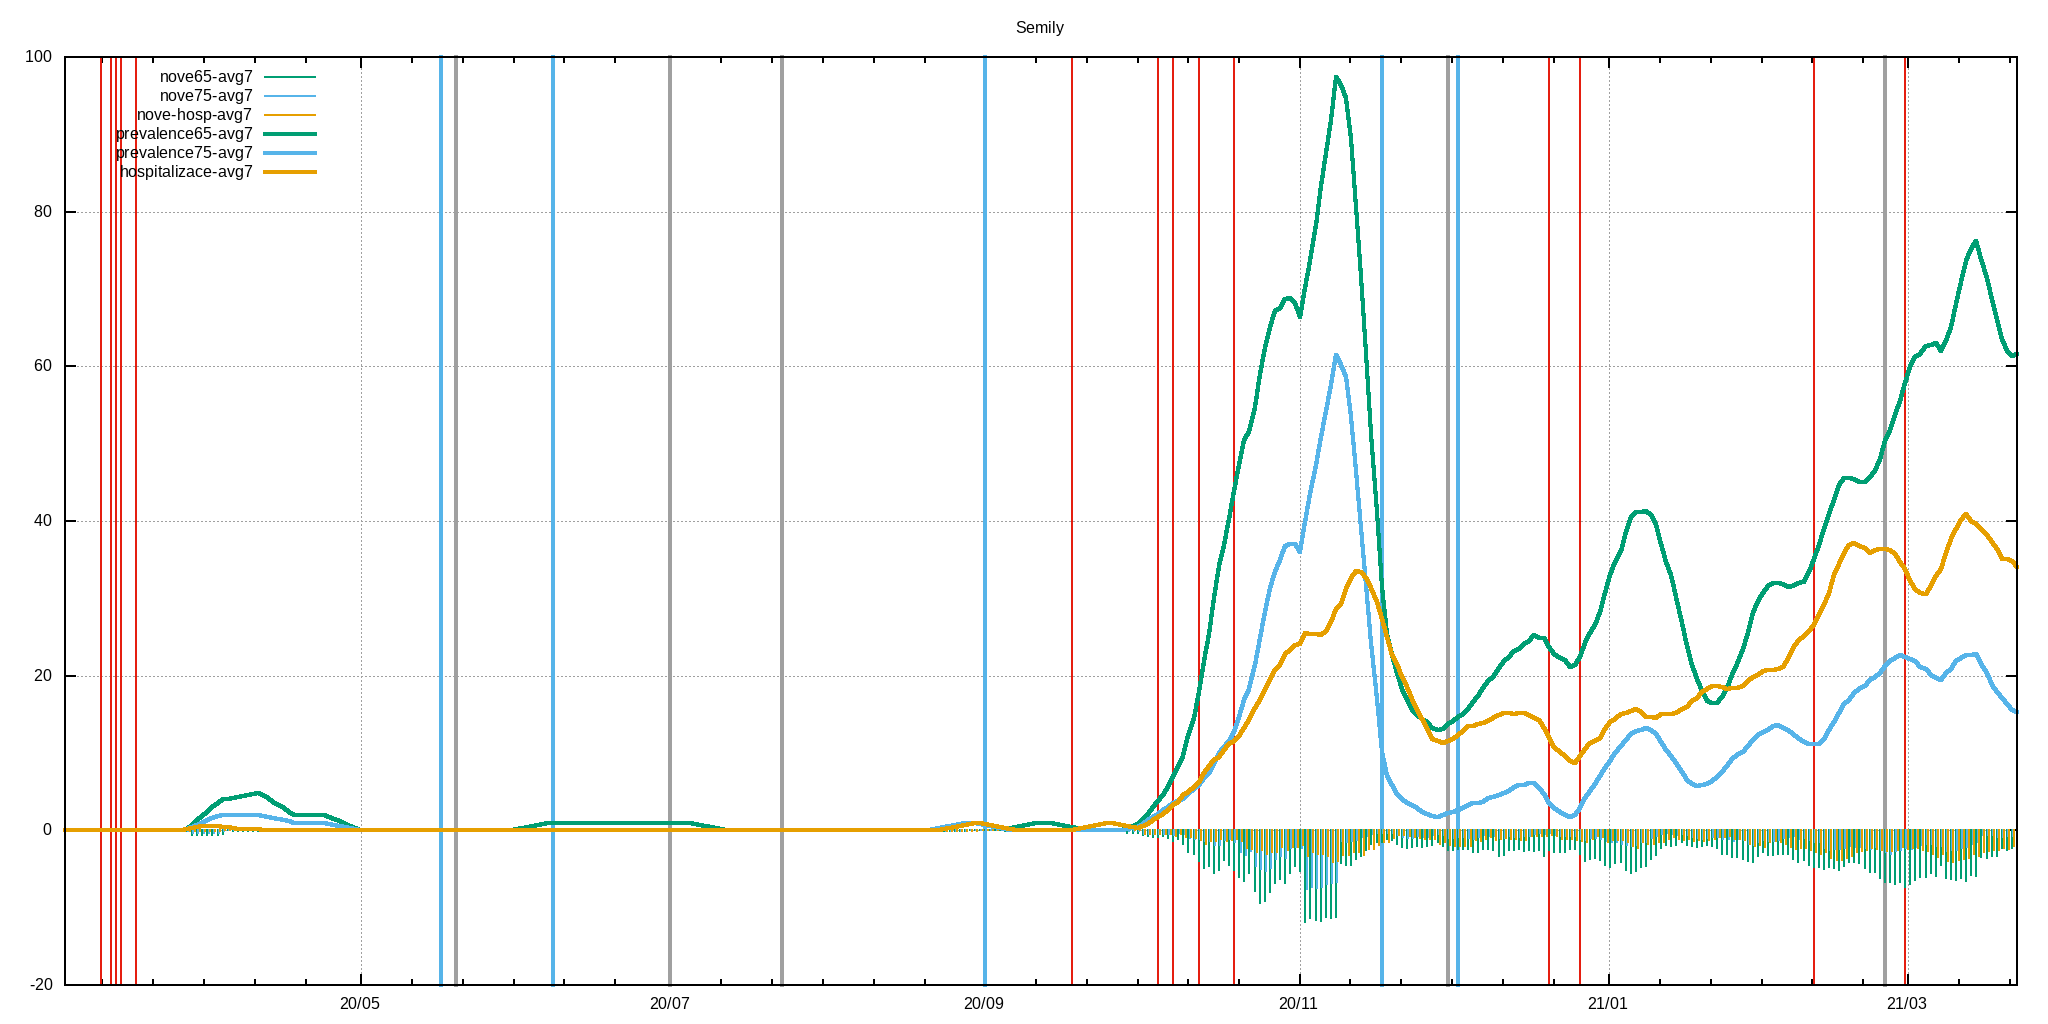 Semily
100
80
60
40
20
0
-20
nove65-avg7
nove75-avg7
nove-hosp-avg7
prevalence65-avg7
prevalence75-avg7
hospitalizace-avg7
20/05
20/07
20/09
20/11
21/01
21/03